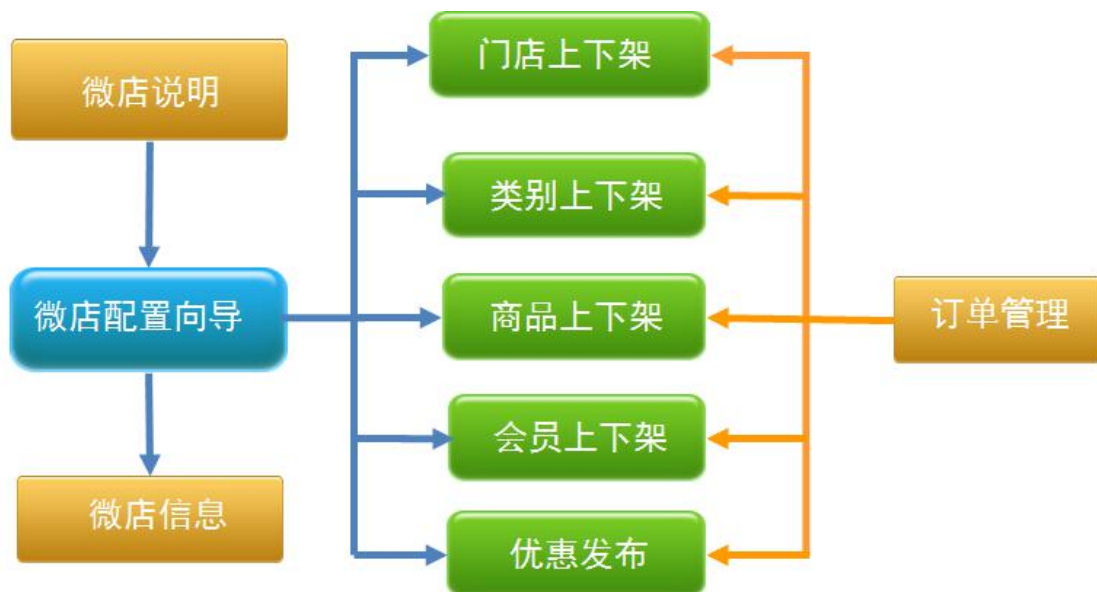 门店上下架
微店说明
类别上下架
微店配置向导
商品上下架
订单管理
会员上下架
微店信息
优惠发布